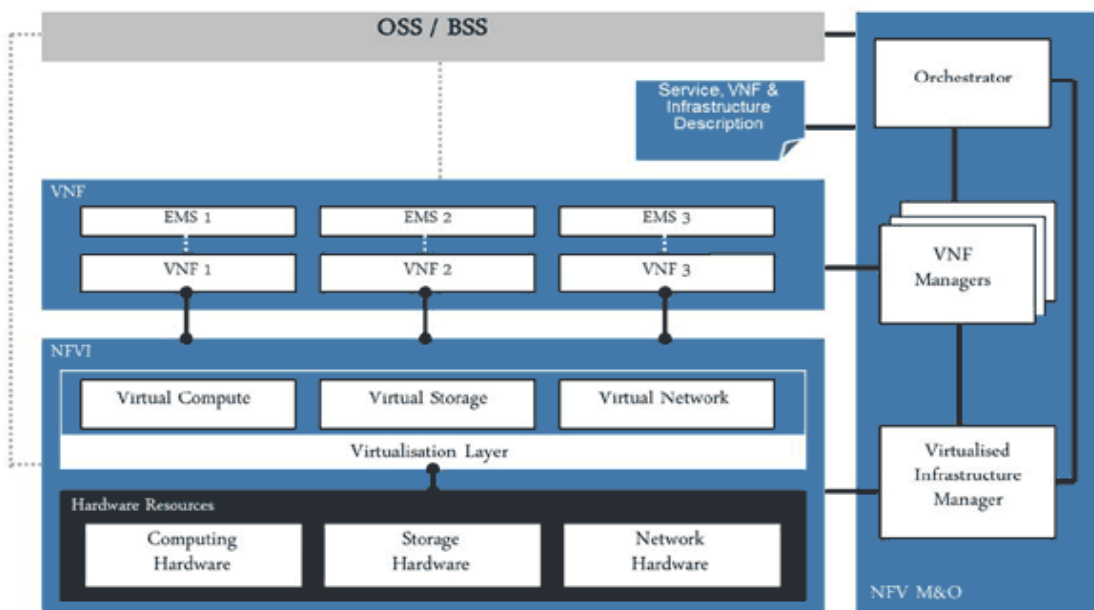 OSS / BSS
Orchestrator
Service, VNF &
Infrastructure
Description
VNF
EMS 1
EMS 2
EMS 3
VNF 1
VNF 2
VNF 3
VNF
Managers
NFVI
Virtual Compute
Virtual Storage
Virtual Network
Virtualisation Layer
Virtualised
Infrastructure
Manager
Hardware Resources
Computing
Hardware
Storage
Hardware
Network
Hardware
NFV M&O